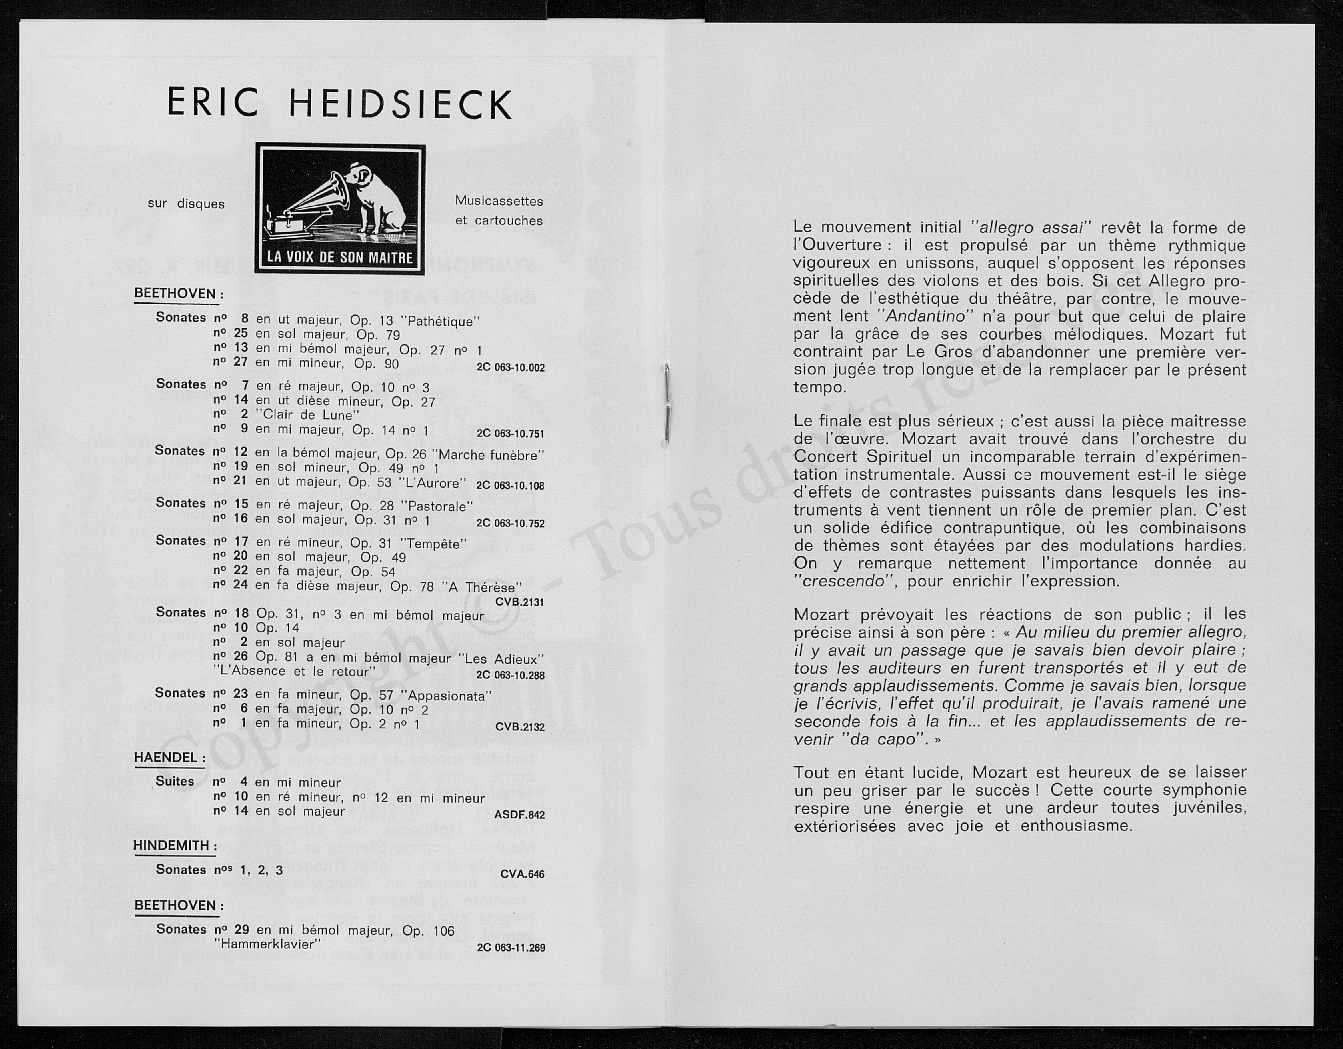 ERIC HEIDSIECK
sur disques
LA VOIX DE SON MAITRE
Musicassettes
et cartouches
BEETHOVEN :
Sonates nº 8 en ut majeur, Op. 13 "Pathétique"
nº 25 en sol majeur, Op. 79
nº 13 en mi bémol majeur, Op. 27 nº 1
nº 27 en mi mineur, Op. 90 2C 063-10.002
Sonates nº 7 en ré majeur, Op. 10 nº 3
nº 14 en ut dièse mineur, Op. 27
nº 2 "Clair de Lune"
nº 9 en mi majeur, Op. 14 nº 1 2C 063-10.751
Sonates nº 12 en la bémol majeur, Op. 26 "Marche funèbre"
nº 19 en sol mineur, Op. 49 nº 1
nº 21 en ut majeur, Op. 53 "L'Aurore" 2C 063-10.108
Sonates nº 15 en ré majeur, Op. 28 "Pastorale"
nº 16 en sol majeur, Op. 31 nº 1 2C 063-10.752
Sonates nº 17 en ré mineur, Op. 31 "Tempête"
nº 20 en sol majeur, Op. 49
nº 22 en fa majeur, Op. 54
nº 24 en fa dièse majeur, Op. 78 "A Thérèse"
CVB.2131
Sonates nº 18 Op. 31, nº 3 en mi bémol majeur
nº 10 Op. 14
nº 2 en sol majeur
nº 26 Op. 81 a en mi bémol majeur "Les Adieux"
"L'Absence et le retour" 2C 063-10.288
Sonates nº 23 en fa mineur, Op. 57 "Appasionata"
nº 6 en fa majeur, Op. 10 nº 2
nº 1 en fa mineur, Op. 2 nº 1 CVB.2132
HAENDEL :
Suites nº 4 en mi mineur
nº 10 en ré mineur, nº 12 en mi mineur
nº 14 en sol majeur ASDF.842
HINDEMITH :
Sonates nos 1, 2, 3 CVA.646
BEETHOVEN :
Sonates nº 29 en mi bémol majeur, Op. 106
"Hammerklavier" 2C 063-11.269
Le mouvement initial "allegro assai" revêt la forme de
l'Ouverture : il est propulsé par un thème rythmique
vigoureux en unissons, auquel s'opposent les réponses
spirituelles des violons et des bois. Si cet Allegro pro-
cède de l'esthétique du théâtre, par contre, le mouve-
ment lent "Andantino" n'a pour but que celui de plaire
par la grâce de ses courbes mélodiques. Mozart fut
contraint par Le Gros d'abandonner une première ver-
sion jugée trop longue et de la remplacer par le présent
tempo.
Le finale est plus sérieux ; c'est aussi la pièce maîtresse
de l'œuvre. Mozart avait trouvé dans l'orchestre du
Concert Spirituel un incomparable terrain d'expérimen-
tation instrumentale. Aussi ce mouvement est-il le siège
d'effets de contrastes puissants dans lesquels les ins-
truments à vent tiennent un rôle de premier plan. C'est
un solide édifice contrapuntique, où les combinaisons
de thèmes sont étayées par des modulations hardies.
On y remarque nettement l'importance donnée au
"crescendo", pour enrichir l'expression.
Mozart prévoyait les réactions de son public ; il les
précise ainsi à son père : « Au milieu du premier allegro,
il y avait un passage que je savais bien devoir plaire ;
tous les auditeurs en furent transportés et il y eut de
grands applaudissements. Comme je savais bien, lorsque
je l'écrivis, l'effet qu'il produirait, je l'avais ramené une
seconde fois à la fin... et les applaudissements de re-
venir "da capo". »
Tout en étant lucide, Mozart est heureux de se laisser
un peu griser par le succès ! Cette courte symphonie
respire une énergie et une ardeur toutes juvéniles,
extériorisées avec joie et enthousiasme.
Copyright © - Tous droits réservés